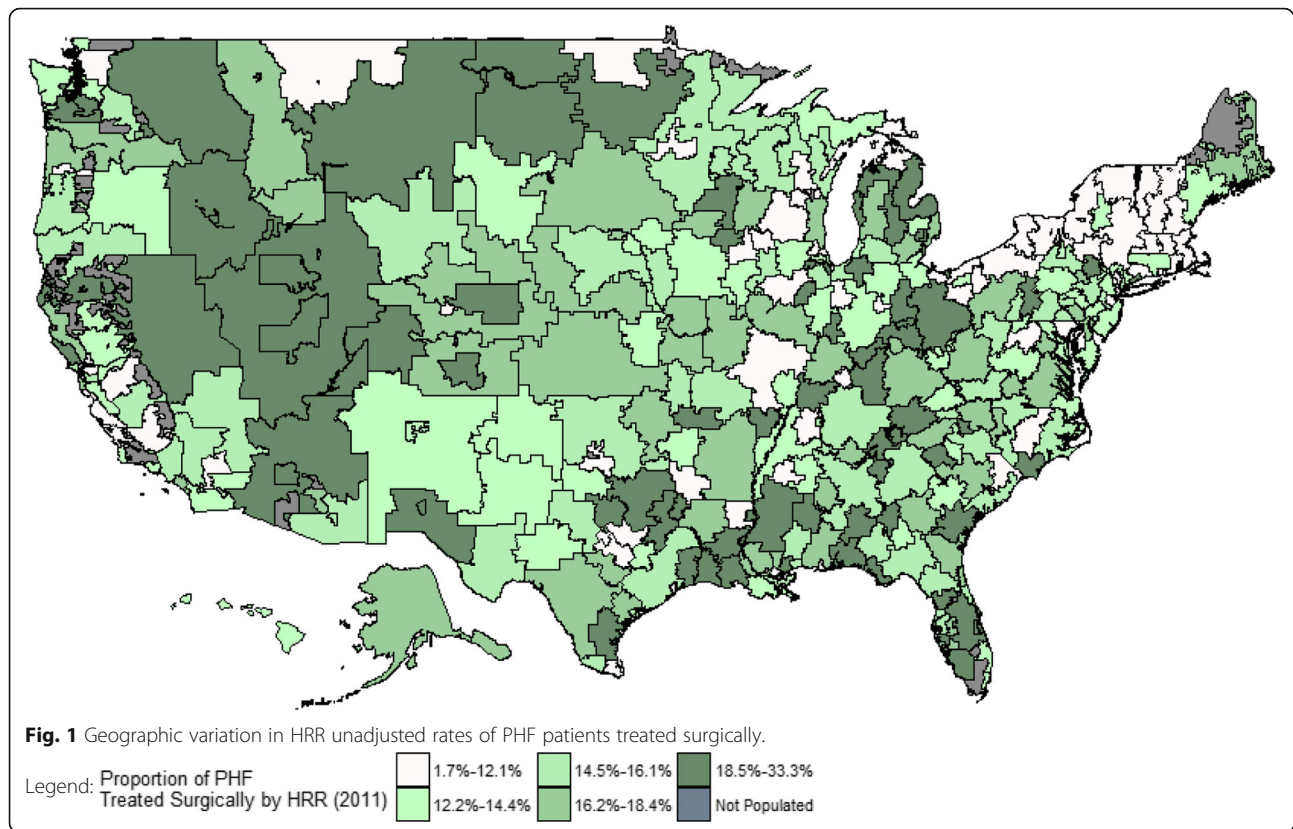 Fig. 1 Geographic variation in HRR unadjusted rates of PHF patients treated surgically.
Legend: Proportion of PHF
Treated Surgically by HRR (2011)
1.7%-12.1% 14.5%-16.1% 18.5%-33.3%
12.2%-14.4% 16.2%-18.4% Not Populated